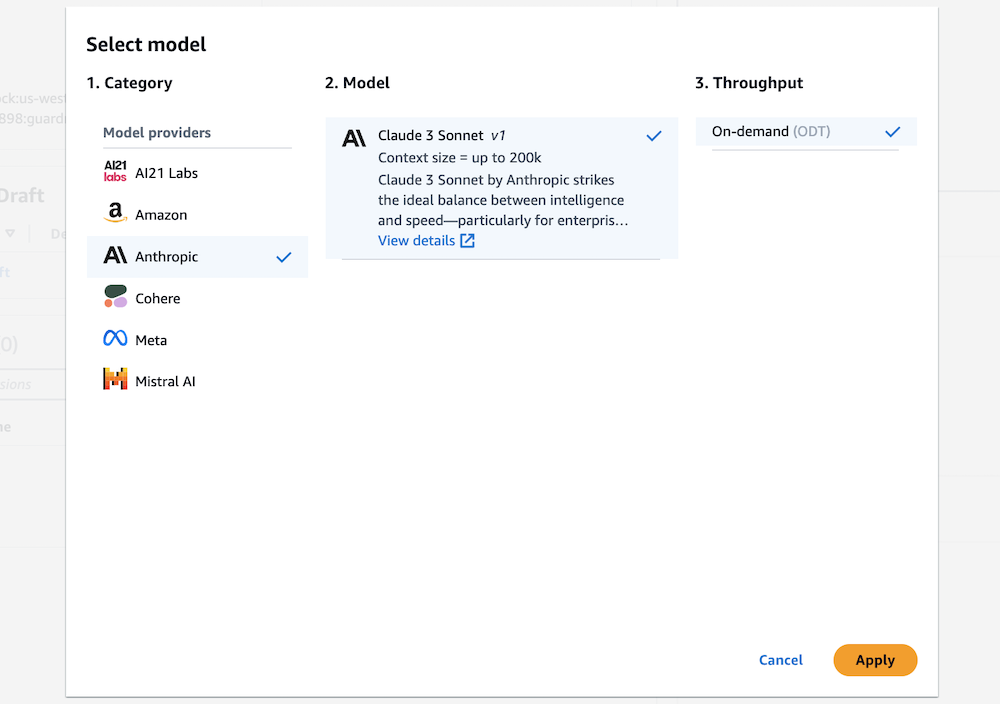 Select model
1. Category
Model providers
AI21 labs
AI21 Labs
a
Amazon
Anthropic
Cohere
Meta
Mistral AI
2. Model
Claude 3 Sonnet v1
Context size = up to 200k
Claude 3 Sonnet by Anthropic strikes
the ideal balance between intelligence
and speed—particularly for enterpris…
View details
3. Throughput
On-demand (ODT)
Cancel
Apply
ock:us-west
898:guardr
Draft
De
ft
0)
sions
ne